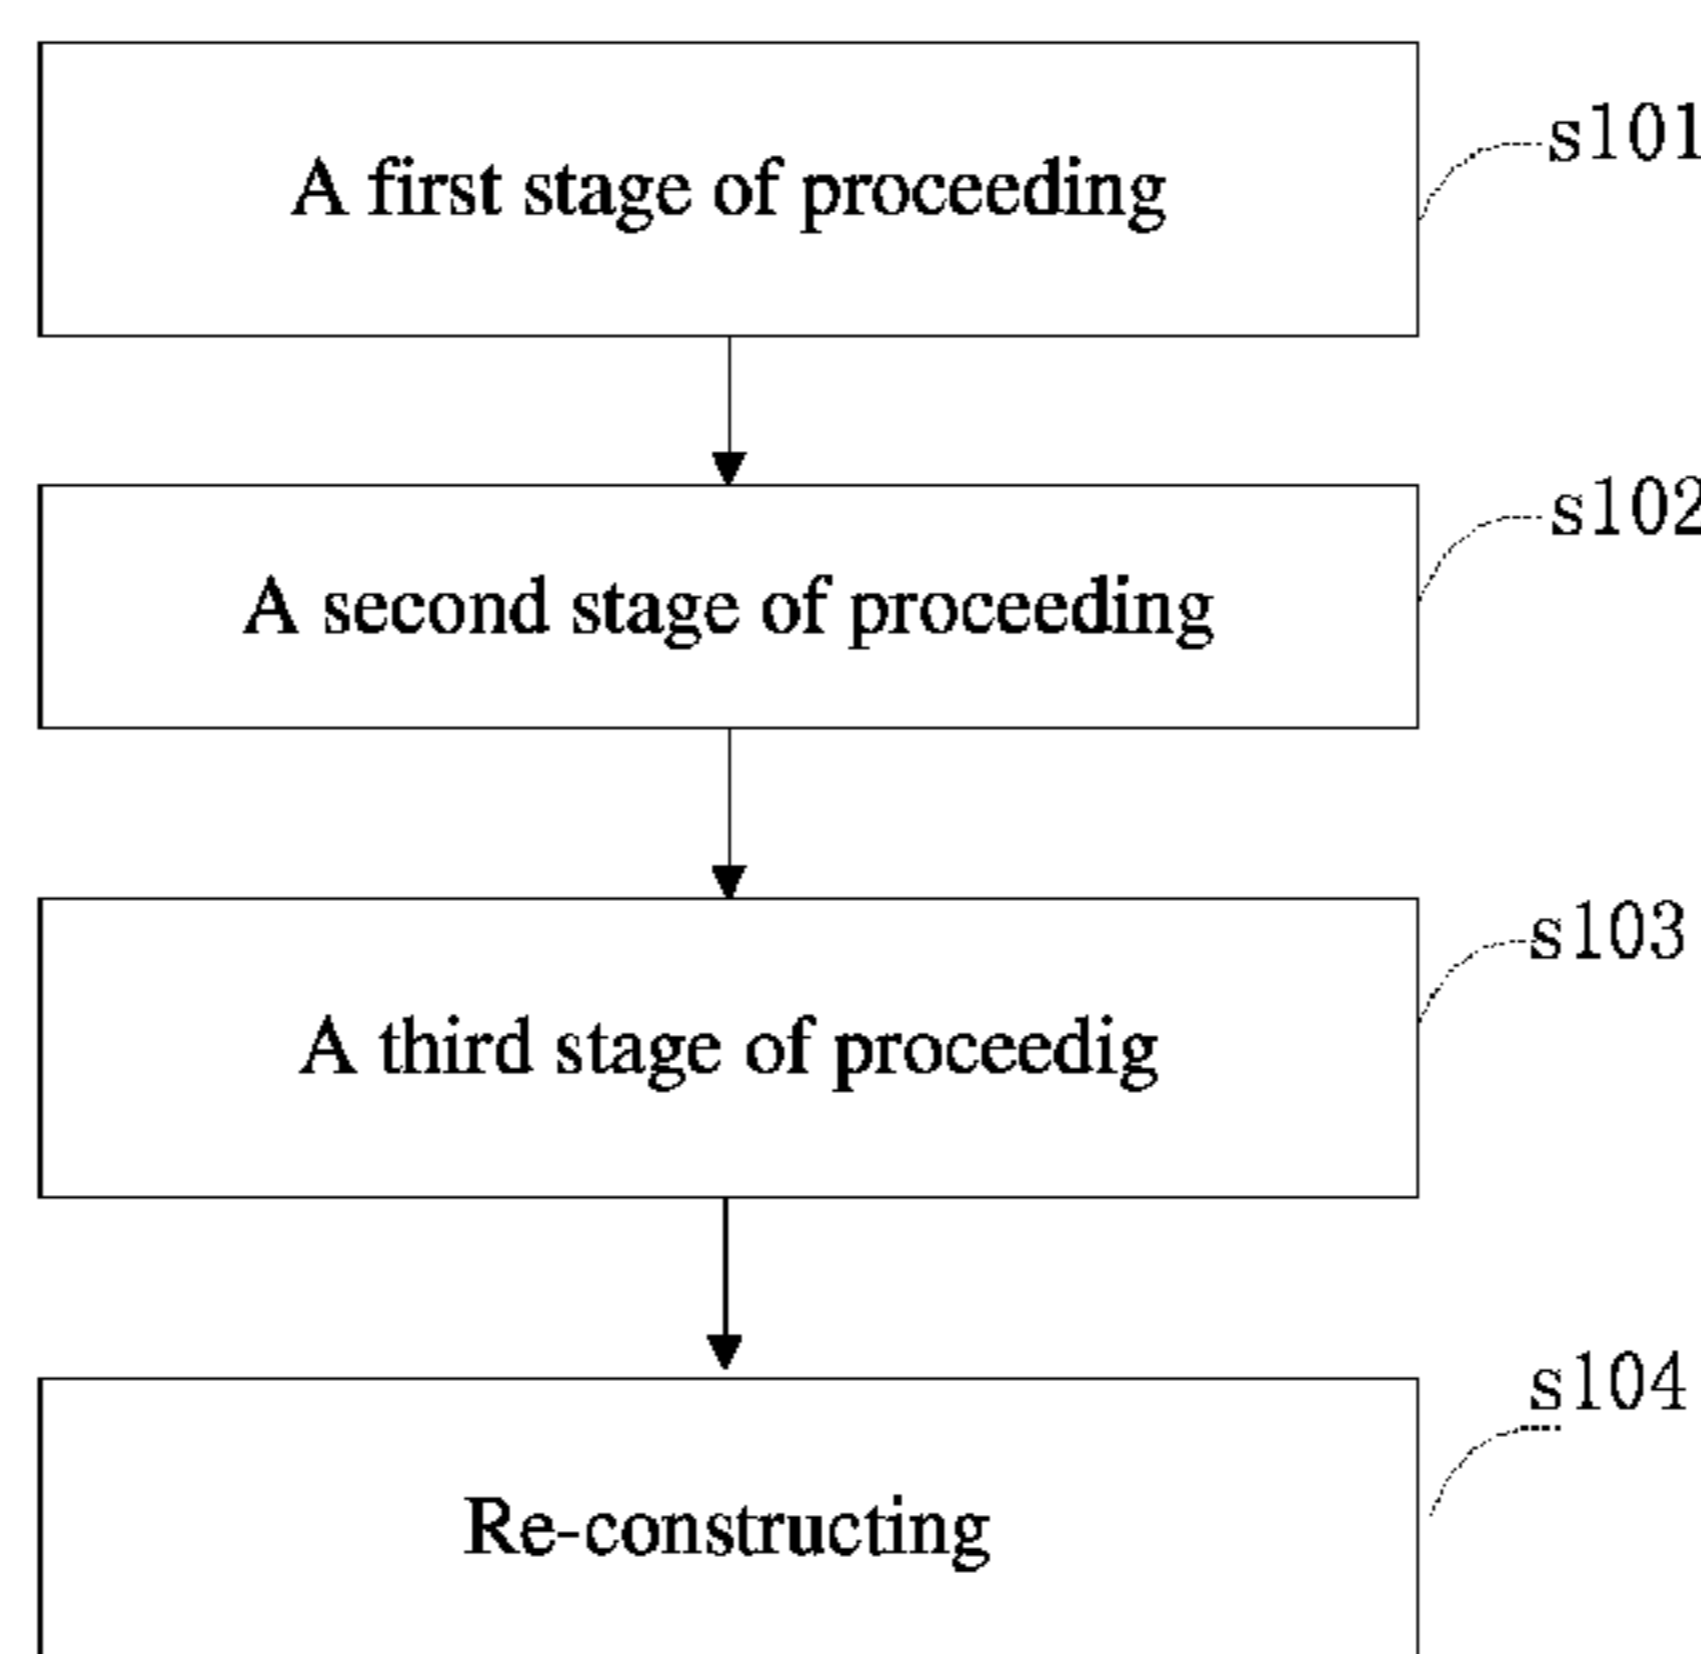 s101
A first stage of proceeding
s102
A second stage of proceeding
s103
A third stage of proceedig
s104
Re-constructing